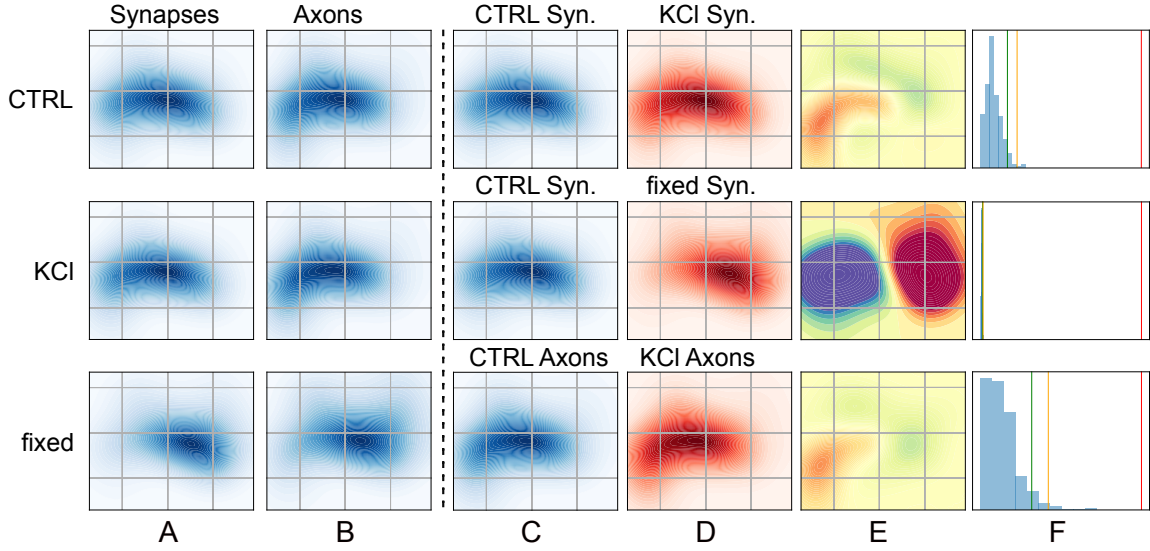 Synapses Axons CTRL Syn. KCl Syn.
CTRL
CTRL Syn. fixed Syn.
KCl
CTRL Axons KCl Axons
fixed
A B C D E F